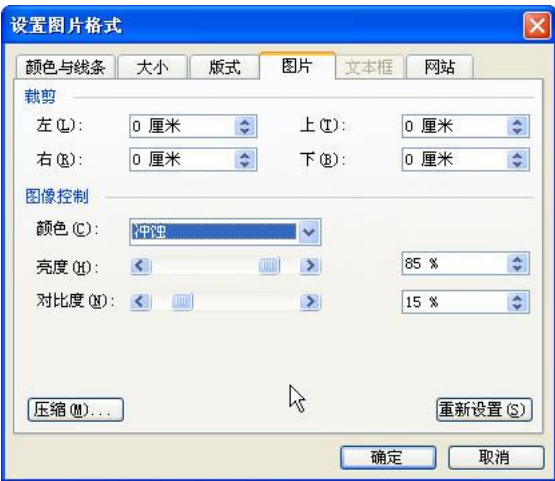 设置图片格式
颜色与线条 大小 版式 图片 文本框 网站
裁剪
左(L): 0 厘米 上(T): 0 厘米
右(R): 0 厘米 下(B): 0 厘米
图像控制
颜色(C): 冲蚀
亮度(H): 85 %
对比度(N): 15 %
压缩(M)... 重新设置(S)
确定 取消